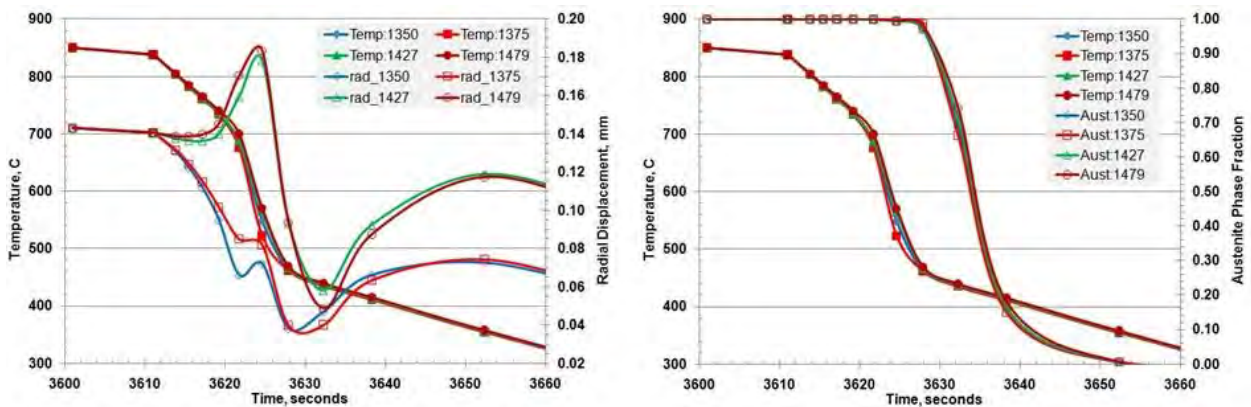 900
800
700
600
500
400
300
Temperature, C
Temp:1350 Temp:1375
Temp:1427 Temp:1479
rad_1350 rad_1375
rad_1427 rad_1479
0.20
0.18
0.16
0.14
0.12
0.10
0.08
0.06
0.04
0.02
Radial Displacement, mm
3600 3610 3620 3630 3640 3650 3660
Time, seconds
900
800
700
600
500
400
300
Temperature, C
Temp:1350
Temp:1375
Temp:1427
Temp:1479
Aust:1350
Aust:1375
Aust:1427
Aust:1479
1.00
0.90
0.80
0.70
0.60
0.50
0.40
0.30
0.20
0.10
0.00
Austenite Phase Fraction
3600 3610 3620 3630 3640 3650 3660
Time, seconds